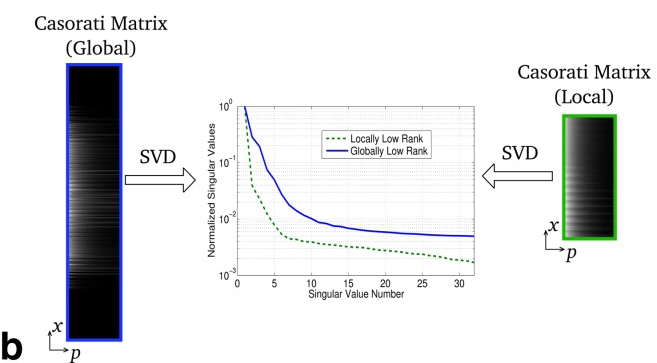 Casorati Matrix
(Global)
SVD
x
p
b
Normalized Singular Values
10^0
10^-1
10^-2
10^-3
Locally Low Rank
Globally Low Rank
0 5 10 15 20 25 30
Singular Value Number
SVD
Casorati Matrix
(Local)
x
p